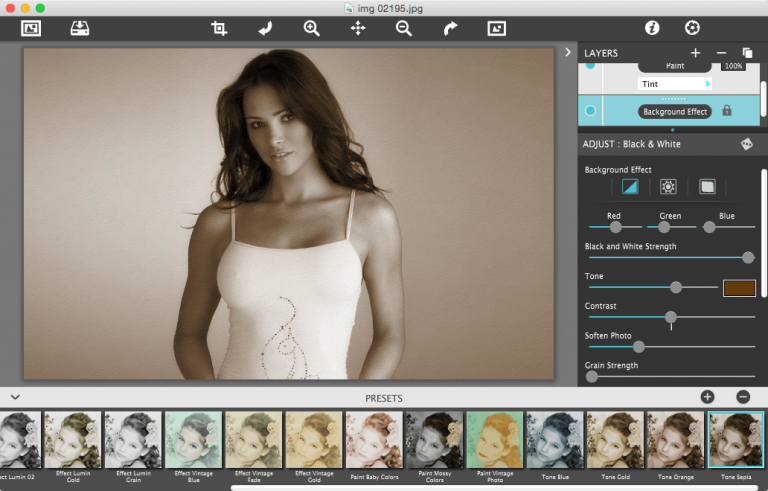 img 02195.jpg
LAYERS
Paint
100%
Tint
Background Effect
ADJUST : Black & White
Background Effect
Red Green Blue
Black and White Strength
Tone
Contrast
Soften Photo
Grain Strength
PRESETS
ct Lumin 02
Effect Lumin
Gold
Effect Lumin
Grain
Effect Vintage
Blue
Effect Vintage
Fade
Effect Vintage
Gold
Paint Baby Colors
Paint Mossy
Colors
Paint Vintage
Photo
Tone Blue
Tone Gold
Tone Orange
Tone Sepia